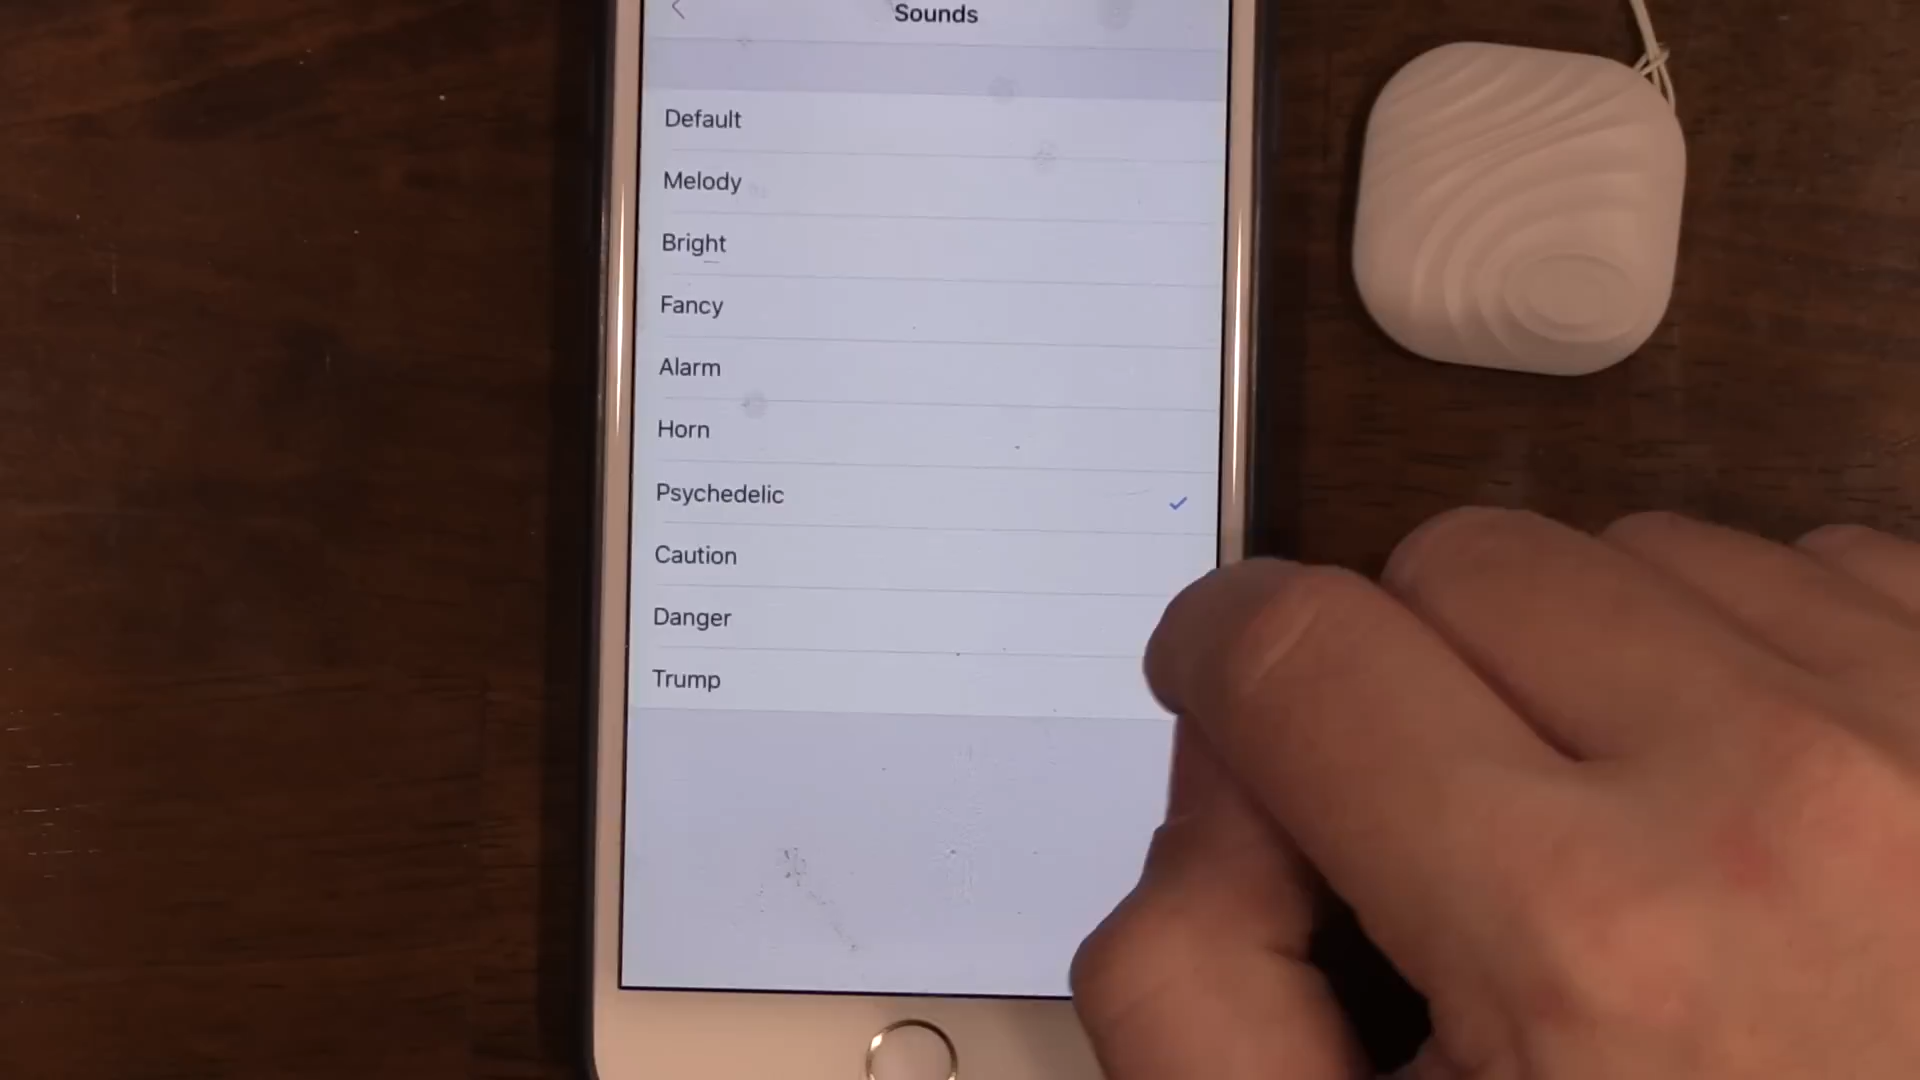 Sounds
Default
Melody
Bright
Fancy
Alarm
Horn
Psychedelic
Caution
Danger
Trump